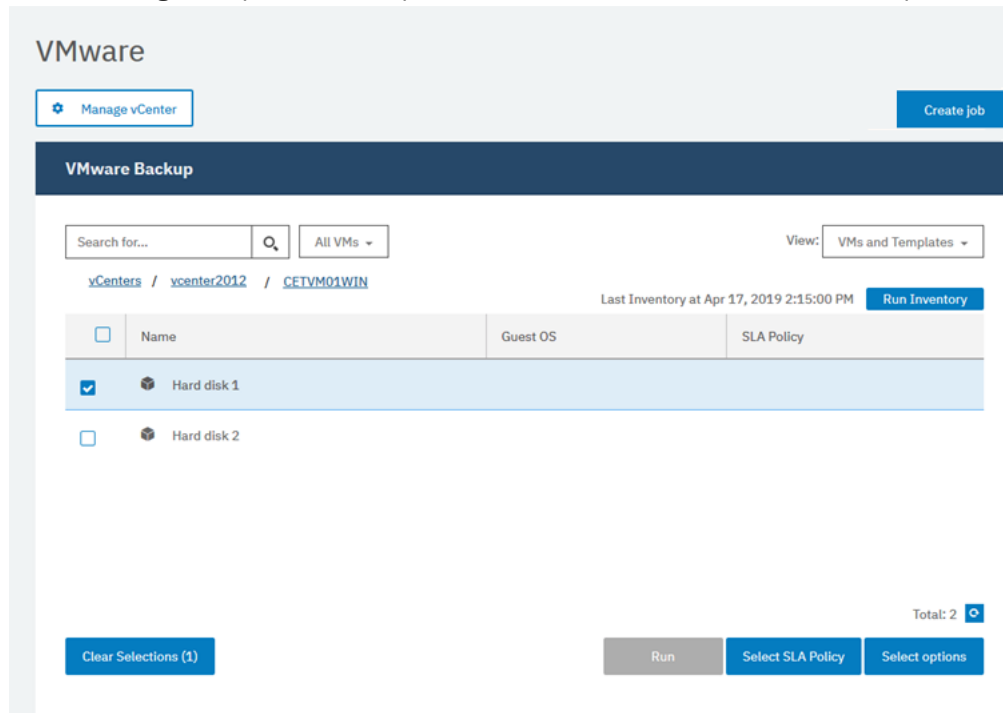 VMware
Manage vCenter
Create job
VMware Backup
Search for...
All VMs
View: VMs and Templates
vCenters / vcenter2012 / CETVM01WIN
Last Inventory at Apr 17, 2019 2:15:00 PM Run Inventory
Name Guest OS SLA Policy
Hard disk 1
Hard disk 2
Total: 2
Clear Selections (1) Run Select SLA Policy Select options